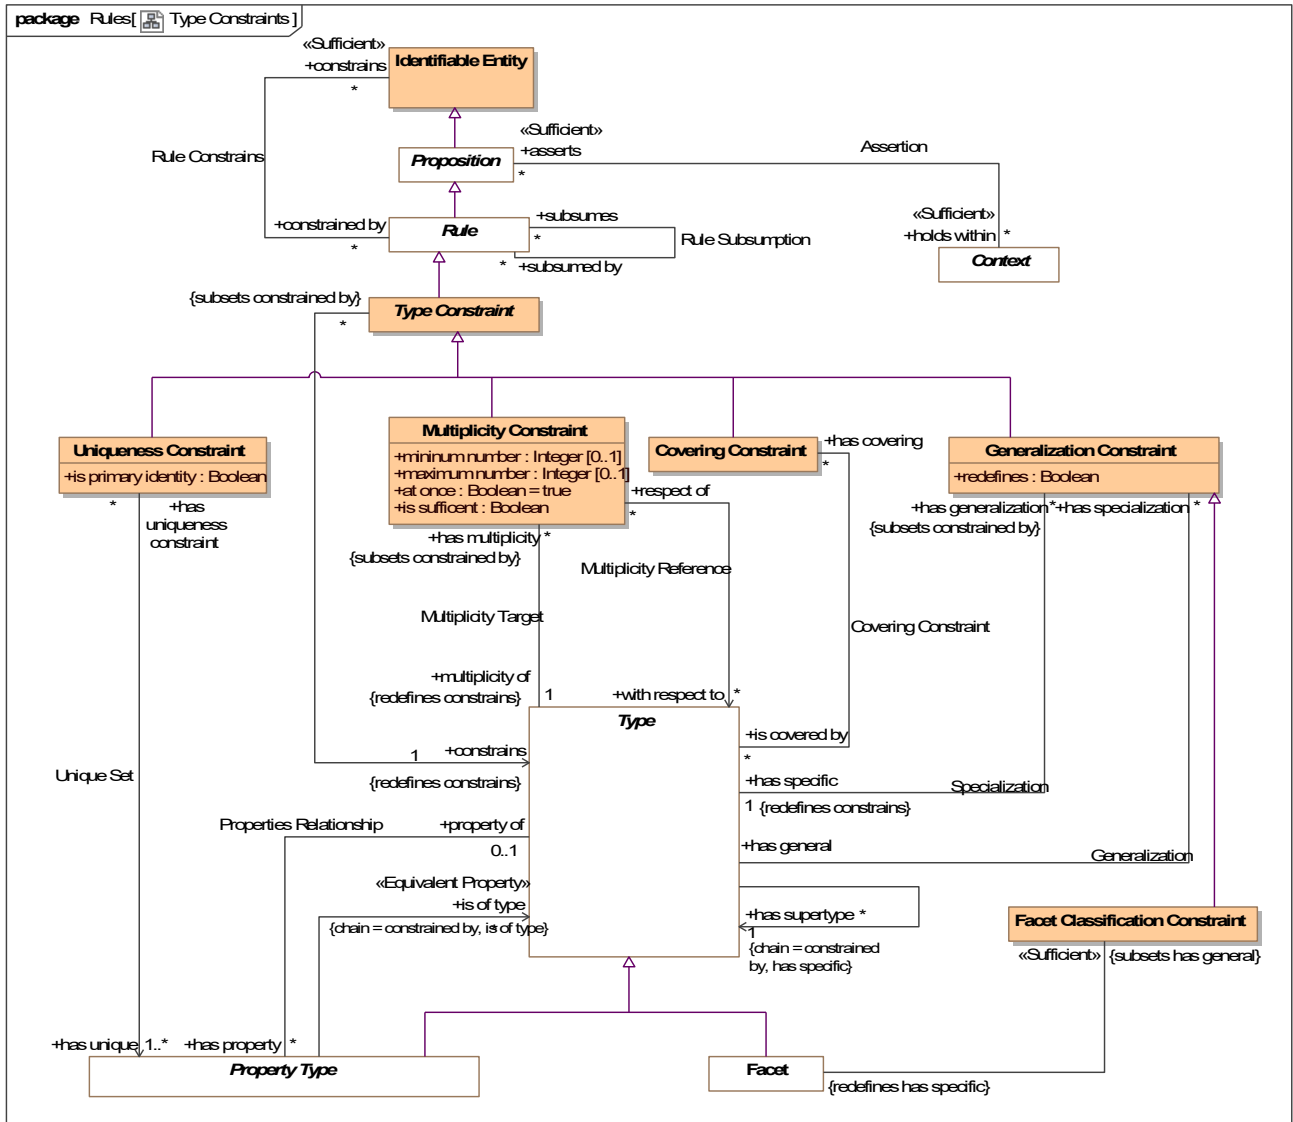 package Rules[ Type Constraints ]
«Sufficient»
+constrains
*
Identifiable Entity
«Sufficient»
+asserts
*
Proposition
Assertion
Rule Constrains
«Sufficient»
+holds within *
Context
+constrained by
*
Rule
+subsumes
*
Rule Subsumption
* +subsumed by
{subsets constrained by}
*
Type Constraint
Uniqueness Constraint
+is primary identity : Boolean
Multiplicity Constraint
+mininum number : Integer [0..1]
+maximum number : Integer [0..1]
+at once : Boolean = true
+is sufficent : Boolean
Covering Constraint
+has covering
*
Generalization Constraint
+redefines : Boolean
* +has
uniqueness
constraint
+respect of
*
+has multiplicity *
{subsets constrained by}
+has generalization *
{subsets constrained by}
+has specialization *
Multiplicity Reference
Multiplicity Target
Covering Constraint
+multiplicity of
{redefines constrains} 1
+with respect to *
Type
+is covered by
*
1 +constrains
{redefines constrains}
Unique Set
+has specific
1 {redefines constrains}
Specialization
Properties Relationship
+property of
0..1
+has general
Generalization
«Equivalent Property»
+is of type
*
{chain = constrained by, is of type}
+has supertype *
1
{chain = constrained
by, has specific}
Facet Classification Constraint
«Sufficient» {subsets has general}
+has unique 1..*
+has property *
Property Type
Facet
{redefines has specific}